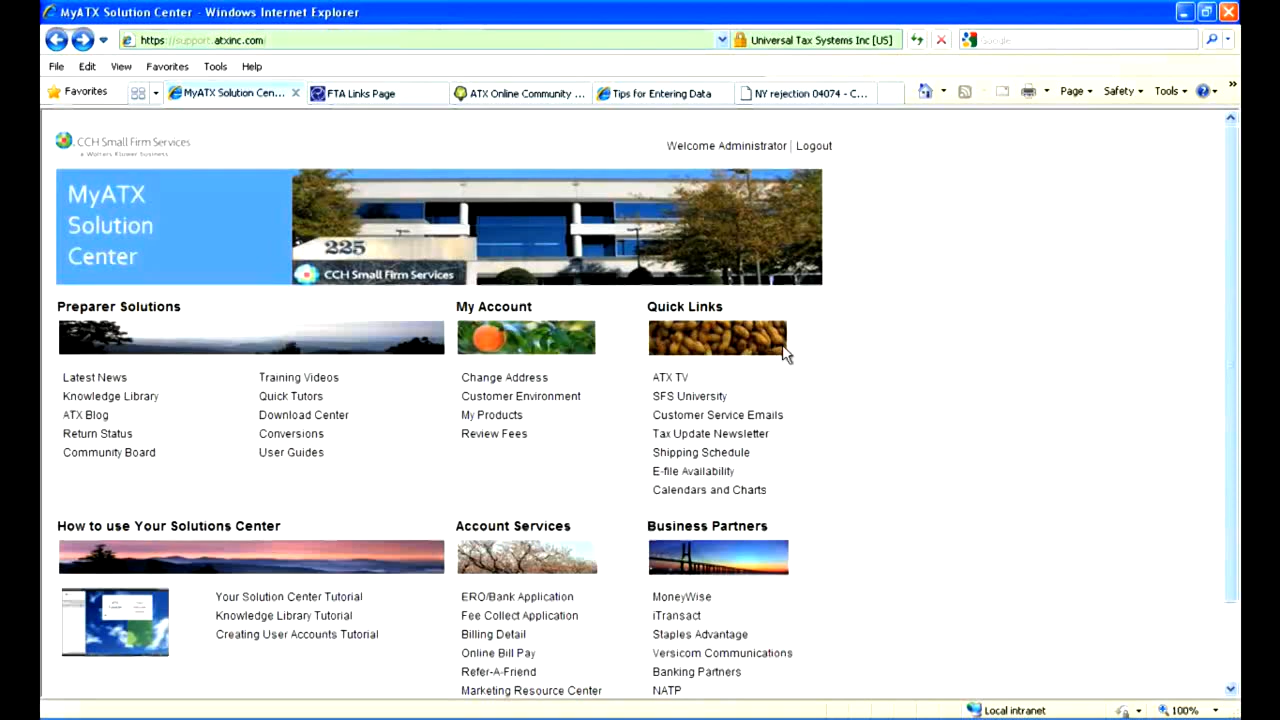 MyATX Solution Center - Windows Internet Explorer
https://support.atxinc.com
Universal Tax Systems Inc [US]
Google
File Edit View Favorites Tools Help
Favorites
MyATX Solution Cen...
FTA Links Page
ATX Online Community ...
Tips for Entering Data
NY rejection 04074 - C...
Page
Safety
Tools
CCH Small Firm Services
a Wolters Kluwer business
Welcome Administrator | Logout
MyATX
Solution
Center
225
CCH Small Firm Services
Preparer Solutions
Latest News
Knowledge Library
ATX Blog
Return Status
Community Board
Training Videos
Quick Tutors
Download Center
Conversions
User Guides
My Account
Change Address
Customer Environment
My Products
Review Fees
Quick Links
ATX TV
SFS University
Customer Service Emails
Tax Update Newsletter
Shipping Schedule
E-file Availability
Calendars and Charts
How to use Your Solutions Center
Your Solution Center Tutorial
Knowledge Library Tutorial
Creating User Accounts Tutorial
Account Services
ERO/Bank Application
Fee Collect Application
Billing Detail
Online Bill Pay
Refer-A-Friend
Marketing Resource Center
Business Partners
MoneyWise
iTransact
Staples Advantage
Versicom Communications
Banking Partners
NATP
Local intranet
100%